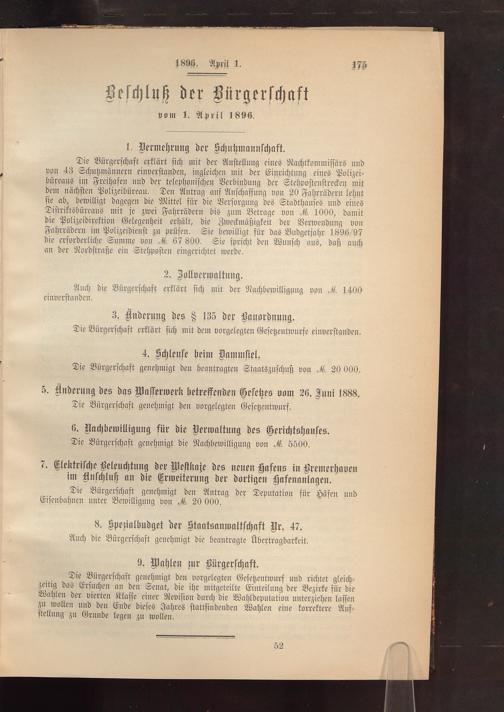 1896. April 1. 175
Beschluß der Bürgerschaft
vom 1. April 1896.
1. Vermehrung der Schutzmannschaft.
Die Bürgerschaft erklärt sich mit der Anstellung eines Nachtkommissärs und
von 43 Schutzmännern einverstanden, ingleichen mit der Einrichtung eines Polizei-
büreaus im Freihafen und der telephonischen Verbindung der Stehpostenstrecken mit
dem nächsten Polizeibüreau. Den Antrag auf Anschaffung von 20 Fahrrädern lehnt
sie ab, bewilligt dagegen die Mittel für die Versorgung des Stadthauses und eines
Distriktsbüreaus mit je zwei Fahrrädern bis zum Betrage von ℳ. 1000, damit
die Polizeidirektion Gelegenheit erhält, die Zweckmäßigkeit der Verwendung von
Fahrrädern im Polizeidienst zu prüfen. Sie bewilligt für das Budgetjahr 1896/97
die erforderliche Summe von ℳ. 67 800. Sie spricht den Wunsch aus, daß auch
an der Nordstraße ein Stehposten eingerichtet werde.
2. Zollverwaltung.
Auch die Bürgerschaft erklärt sich mit der Nachbewilligung von ℳ. 1400
einverstanden.
3. Änderung des § 135 der Bauordnung.
Die Bürgerschaft erklärt sich mit dem vorgelegten Gesetzentwurfe einverstanden.
4. Schleuse beim Dammsiel.
Die Bürgerschaft genehmigt den beantragten Staatszuschuß von ℳ. 20 000.
5. Änderung des das Wasserwerk betreffenden Gesetzes vom 26. Juni 1888.
Die Bürgerschaft genehmigt den vorgelegten Gesetzentwurf.
6. Nachbewilligung für die Verwaltung des Gerichtshauses.
Die Bürgerschaft genehmigt die Nachbewilligung von ℳ. 5500.
7. Elektrische Beleuchtung der Westkaje des neuen Hafens in Bremerhaven
im Anschluß an die Erweiterung der dortigen Hafenanlagen.
Die Bürgerschaft genehmigt den Antrag der Deputation für Häfen und
Eisenbahnen unter Bewilligung von ℳ. 20 000.
8. Spezialbudget der Staatsanwaltschaft Nr. 47.
Auch die Bürgerschaft genehmigt die beantragte Übertragbarkeit.
9. Wahlen zur Bürgerschaft.
Die Bürgerschaft genehmigt den vorgelegten Gesetzentwurf und richtet gleich-
zeitig das Ersuchen an den Senat, die ihr mitgeteilte Einteilung der Bezirke für die
Wahlen der vierten Klasse einer Revision durch die Wahldeputation unterziehen lassen
zu wollen und den Ende dieses Jahres stattfindenden Wahlen eine korrektere Auf-
stellung zu Grunde legen zu wollen.
52